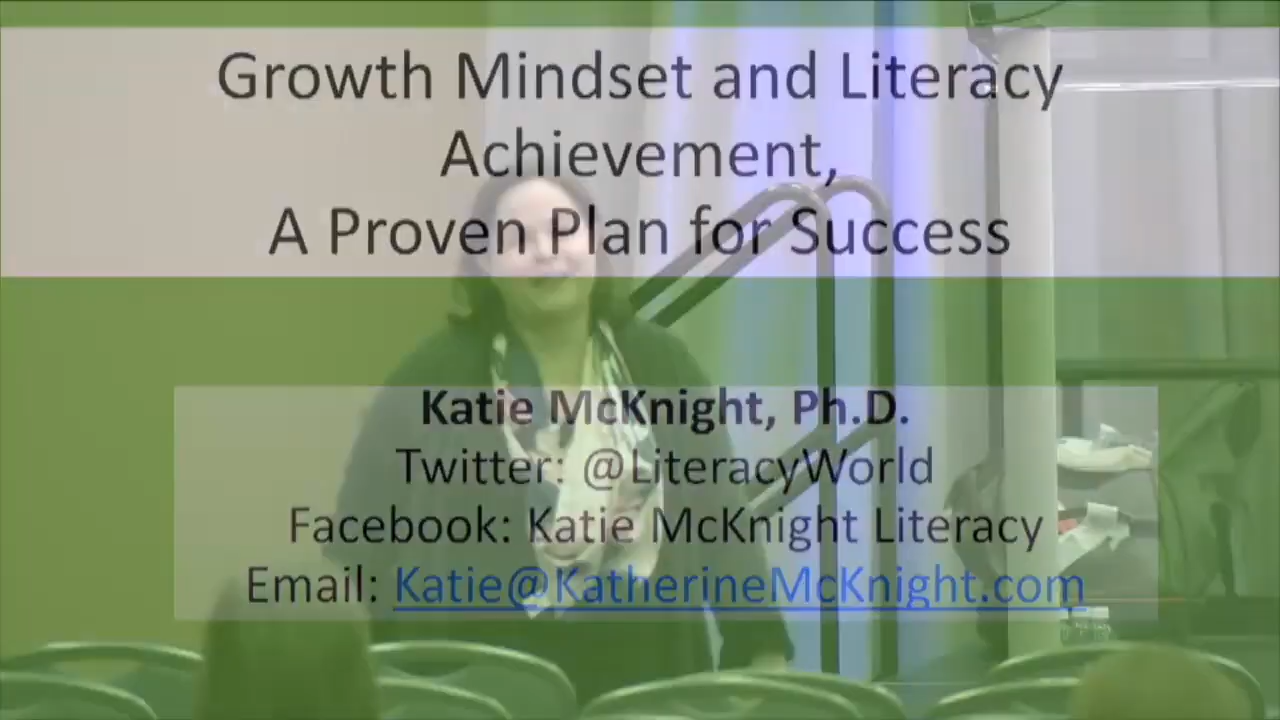 Growth Mindset and Literacy
Achievement,
A Proven Plan for Success
Katie McKnight, Ph.D.
Twitter: @LiteracyWorld
Facebook: Katie McKnight Literacy
Email: Katie@KatherineMcKnight.com